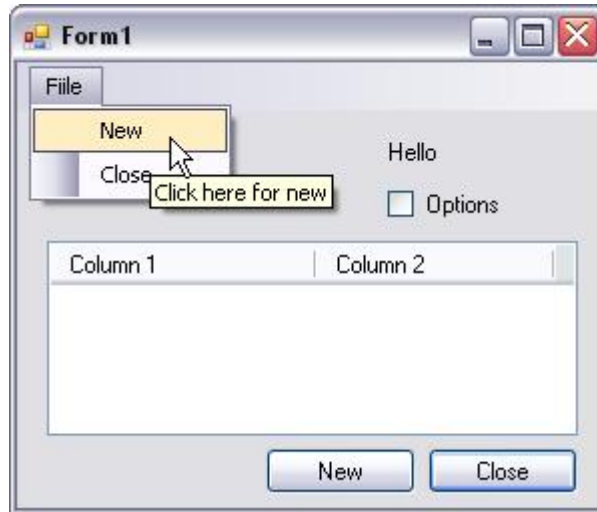 Form1
Fiile
New
Hello
Close
Click here for new
Options
Column 1 Column 2
New Close